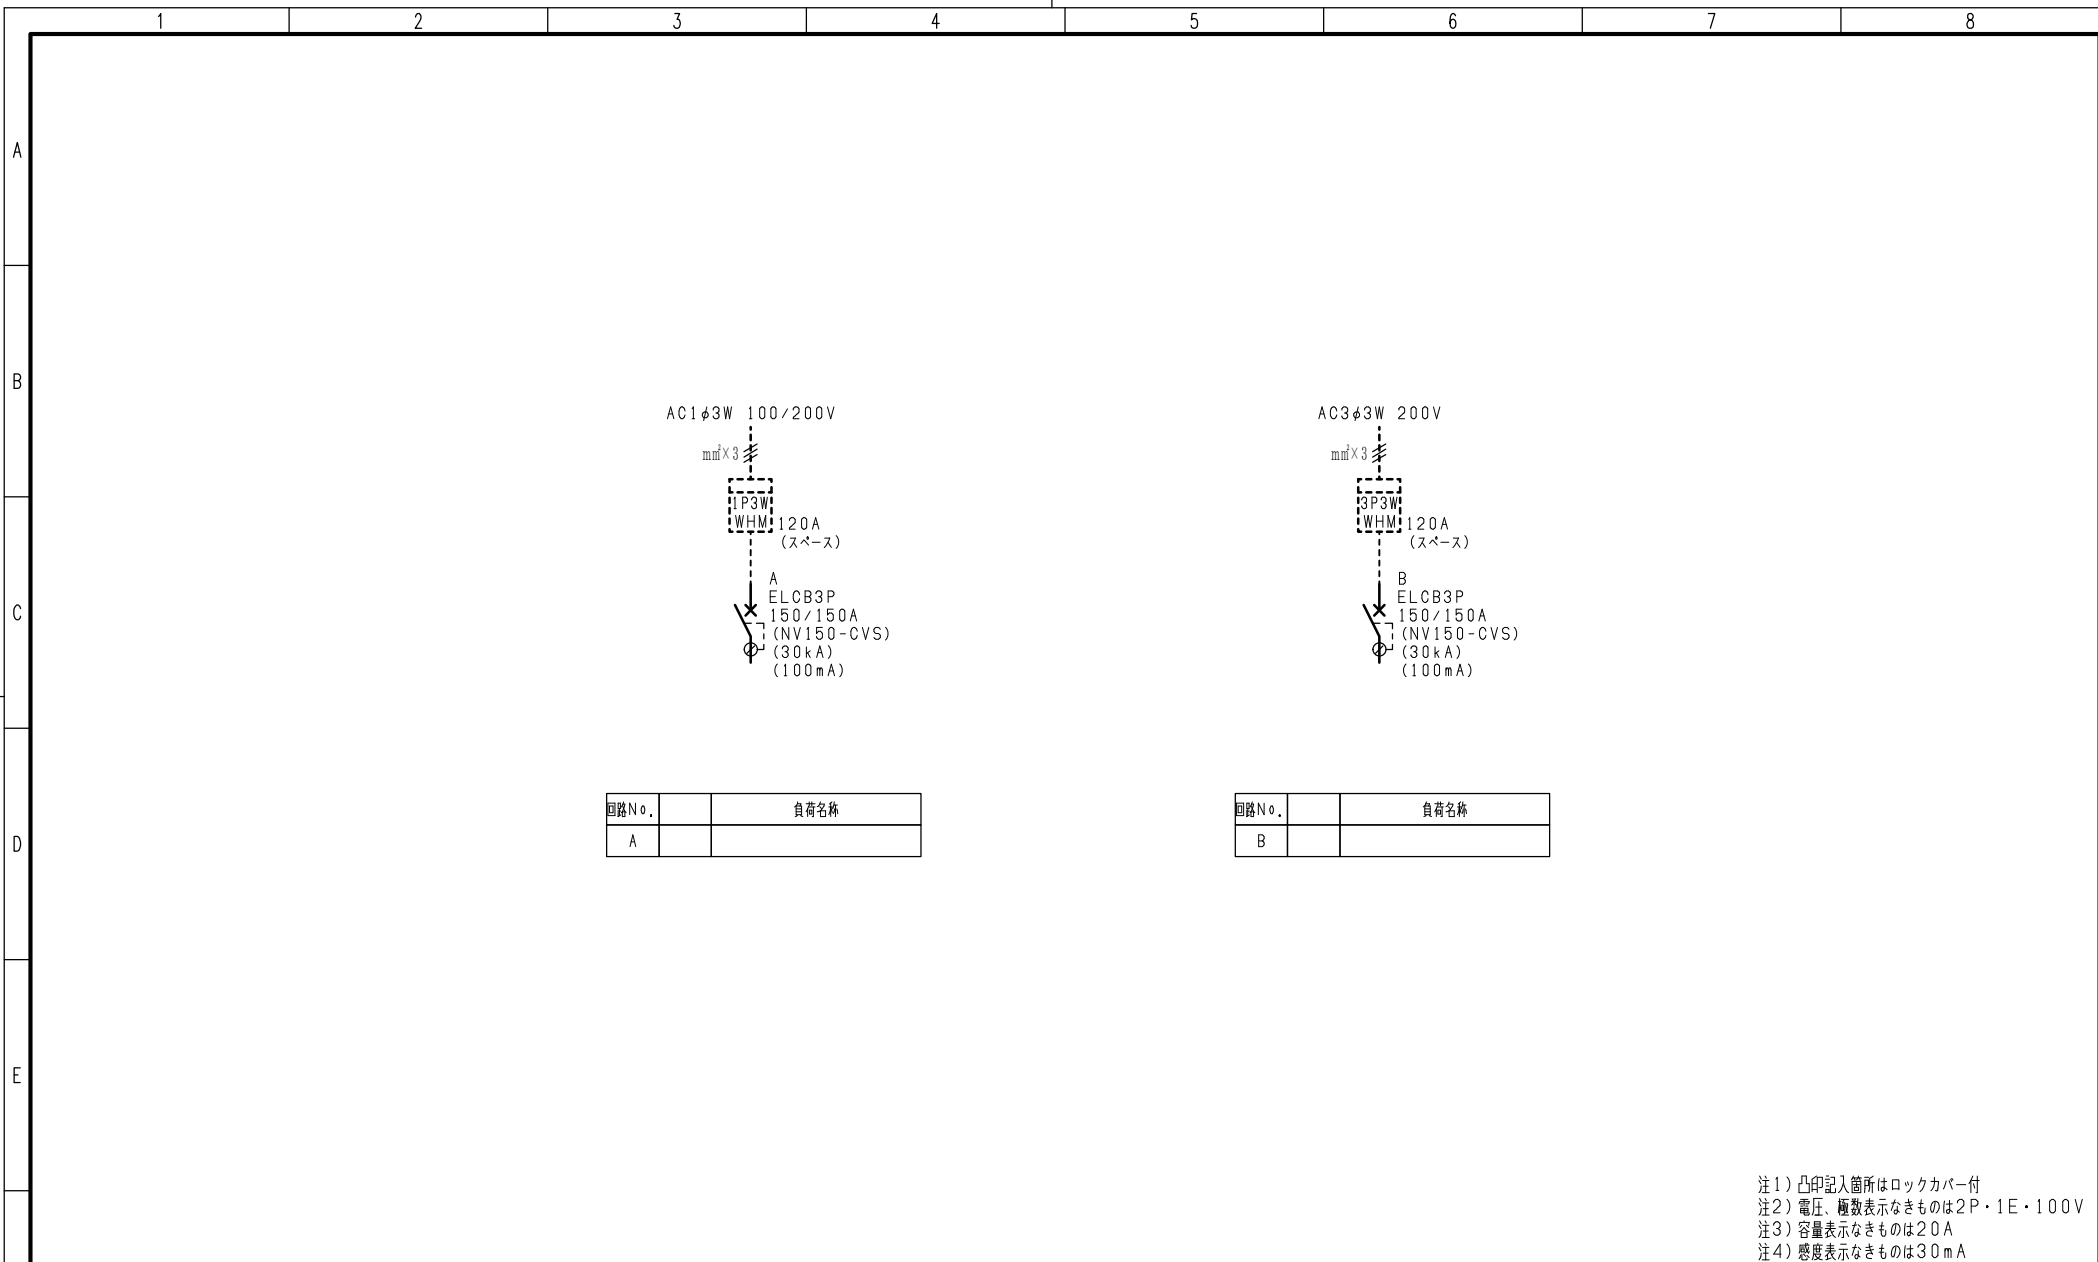 1 2 3 4 5 6 7 8
A
B
AC1φ3W 100/200V
mm²×3
1P3W
WHM
120A
(スペース)
A
ELCB3P
150/150A
(NV150-CVS)
(30kA)
(100mA)
AC3φ3W 200V
mm²×3
3P3W
WHM
120A
(スペース)
B
ELCB3P
150/150A
(NV150-CVS)
(30kA)
(100mA)
C
回路No. 負荷名称
A
回路No. 負荷名称
B
D
E
注1)凸印記入箇所はロックカバー付
注2)電圧、極数表示なきものは2P・1E・100V
注3)容量表示なきものは20A
注4)感度表示なきものは30mA